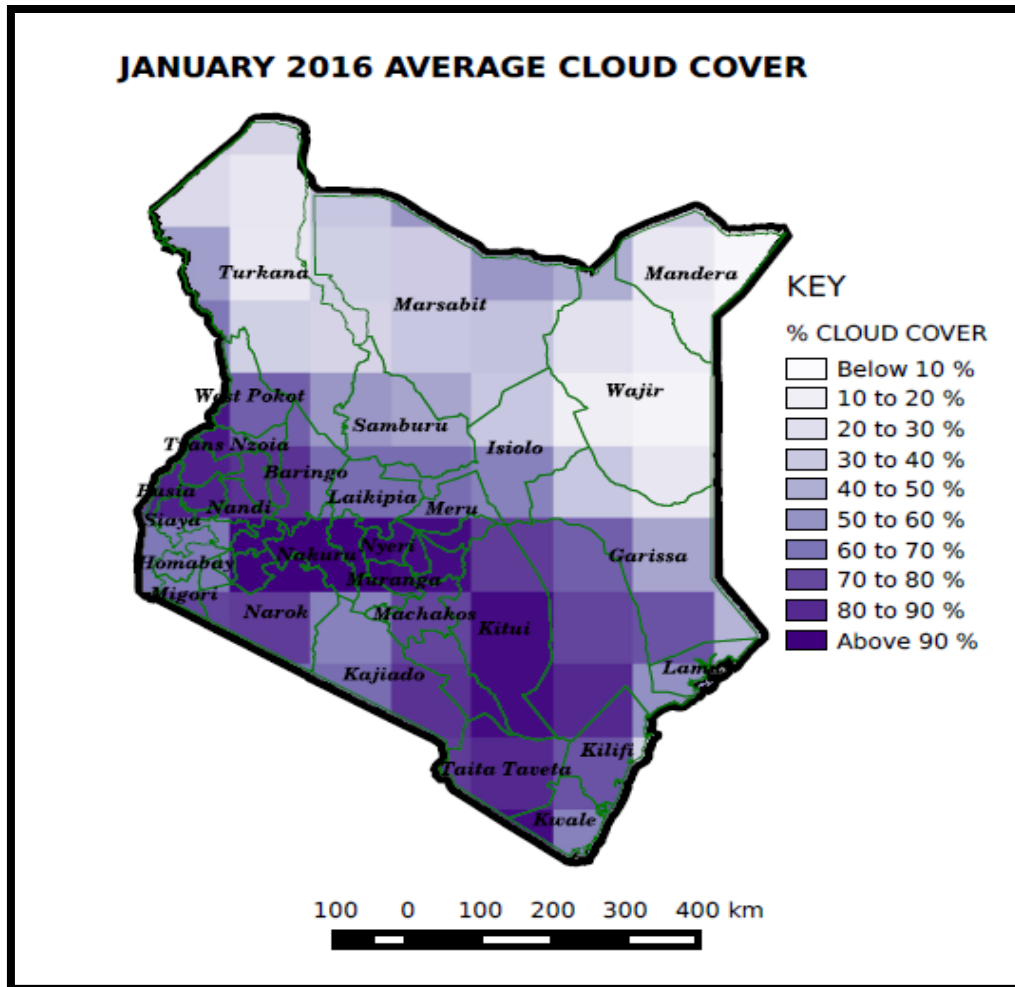 JANUARY 2016 AVERAGE CLOUD COVER
Turkana
Marsabit
Mandera
KEY
% CLOUD COVER
Below 10 %
10 to 20 %
20 to 30 %
30 to 40 %
40 to 50 %
50 to 60 %
60 to 70 %
70 to 80 %
80 to 90 %
Above 90 %
West Pokot
Wajir
Samburu
Trans Nzoia
Isiolo
Baringo
Busia
Laikipia
Nandi
Meru
Siaya
Nakuru
Nyeri
Garissa
Homabay
Muranga
Migori
Narok
Machakos
Kitui
Kajiado
Lamu
Kilifi
Taita Taveta
Kwale
100 0 100 200 300 400 km